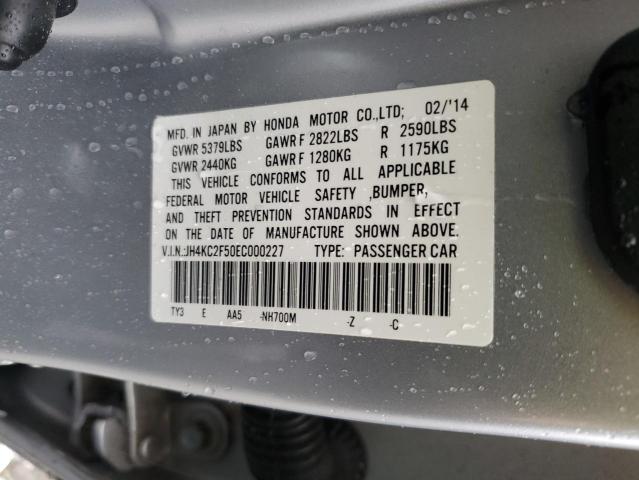 MFD. IN JAPAN BY HONDA MOTOR CO.,LTD; 02/'14
GVWR 5379LBS GAWR F 2822LBS R 2590LBS
GVWR 2440KG GAWR F 1280KG R 1175KG
THIS VEHICLE CONFORMS TO ALL APPLICABLE
FEDERAL MOTOR VEHICLE SAFETY ,BUMPER,
AND THEFT PREVENTION STANDARDS IN EFFECT
ON THE DATE OF MANUFACTURE SHOWN ABOVE.
V.I.N.:JH4KC2F50EC000227 TYPE: PASSENGER CAR
TY3 E AA5 -NH700M -Z -C